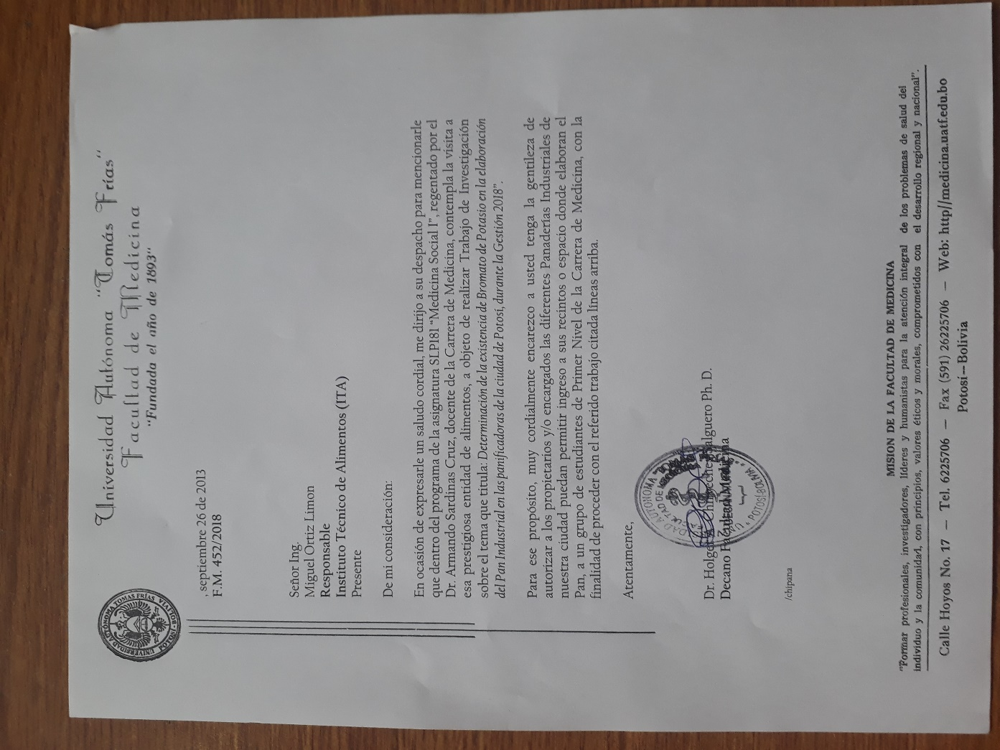 Universidad Autónoma "Tomás Frías"
Facultad de Medicina
"Fundada el año de 1893"
UNIVERSIDAD AUTÓNOMA TOMAS FRÍAS
POTOSÍ - BOLIVIA
, septiembre 26 de 2013
F.M. 452/2018
Señor Ing.
Miguel Ortiz Limon
Responsable
Instituto Técnico de Alimentos (ITA)
Presente
De mi consideración:
En ocasión de expresarle un saludo cordial, me dirijo a su despacho para mencionarle
que dentro del programa de la asignatura SLP181 "Medicina Social I", regentado por el
Dr. Armando Sardinas Cruz, docente de la Carrera de Medicina, contempla la visita a
esa prestigiosa entidad de alimentos, a objeto de realizar Trabajo de Investigación
sobre el tema que titula: Determinación de la existencia de Bromato de Potasio en la elaboración
del Pan Industrial en las panificadoras de la ciudad de Potosí, durante la Gestión 2018".
Para ese propósito, muy cordialmente encarezco a usted tenga la gentileza de
autorizar a los propietarios y/o encargados las diferentes Panaderías Industriales de
nuestra ciudad puedan permitir ingreso a sus recintos o espacio donde elaboran el
Pan, a un grupo de estudiantes de Primer Nivel de la Carrera de Medicina, con la
finalidad de proceder con el referido trabajo citada líneas arriba.
Atentamente,
Dr. Holger Ph. D.
Decano Facultad Medicina
POTOSÍ-BOLIVIA
/chipana
MISIÓN DE LA FACULTAD DE MEDICINA
"Formar profesionales, investigadores, líderes y humanistas para la atención integral de los problemas de salud del
individuo y la comunidad, con principios, valores éticos y morales, comprometidos con el desarrollo regional y nacional".
Calle Hoyos No. 17 — Tel. 6225706 — Fax (591) 26225706 — Web: http//medicina.uatf.edu.bo
Potosí—Bolivia